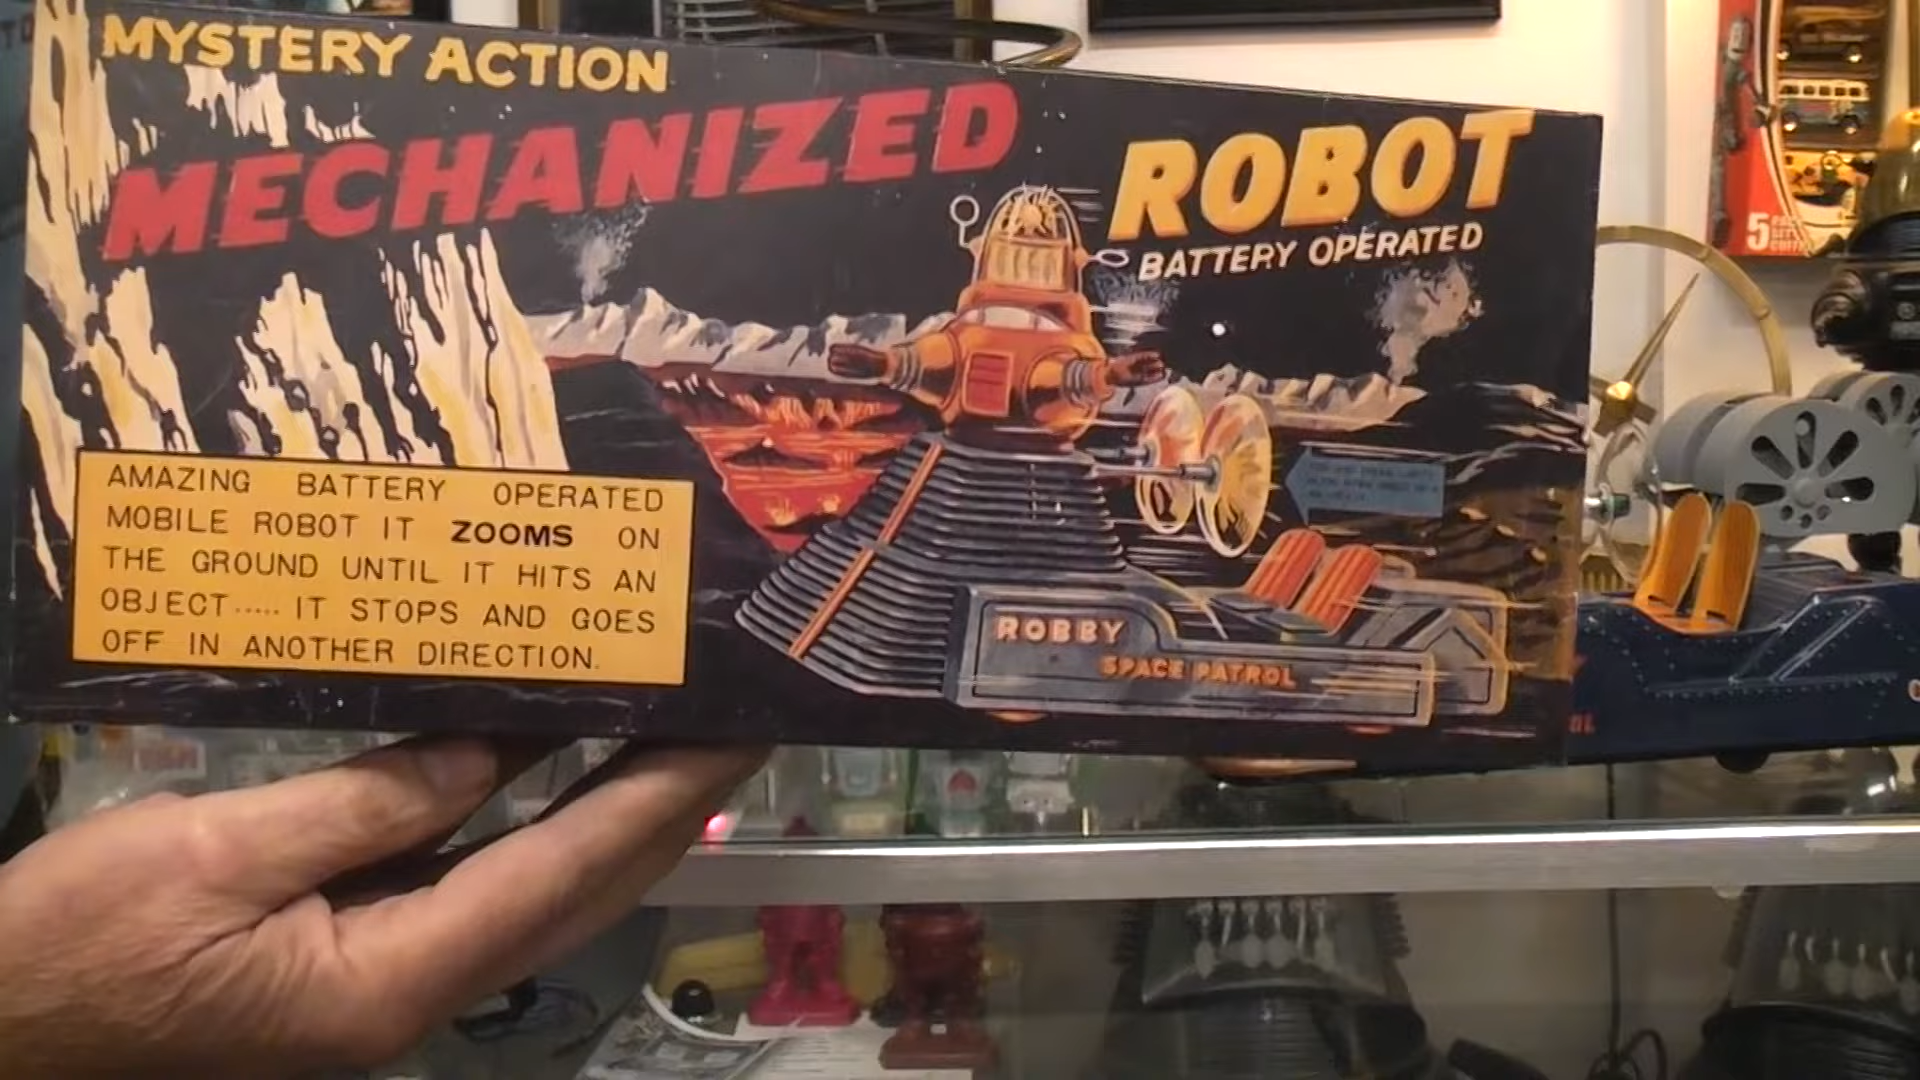 MYSTERY ACTION
MECHANIZED
ROBOT
BATTERY OPERATED
AMAZING BATTERY OPERATED
MOBILE ROBOT IT ZOOMS ON
THE GROUND UNTIL IT HITS AN
OBJECT..... IT STOPS AND GOES
OFF IN ANOTHER DIRECTION.
ROBBY
SPACE PATROL
5